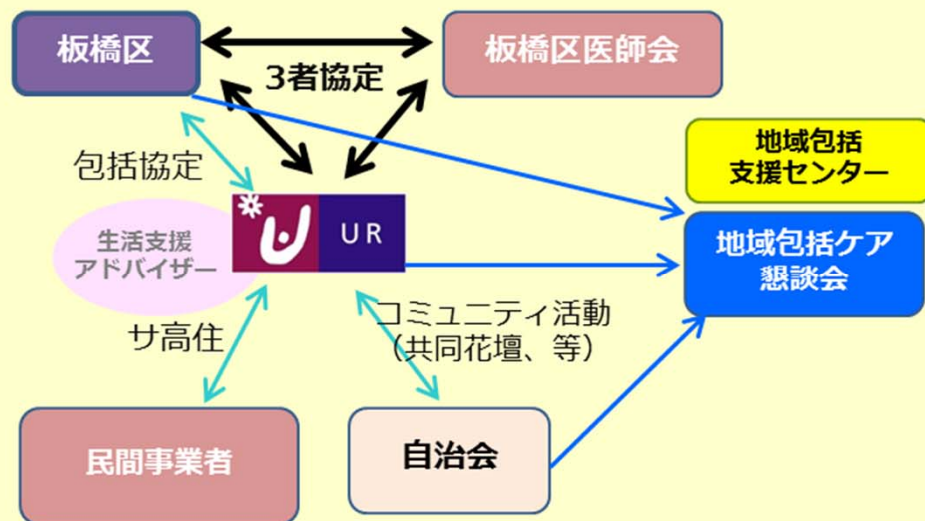 板橋区
板橋区医師会
3者協定
包括協定
地域包括
支援センター
生活支援
アドバイザー
UR
地域包括ケア
懇談会
サ高住
コミュニティ活動
（共同花壇、等）
民間事業者
自治会